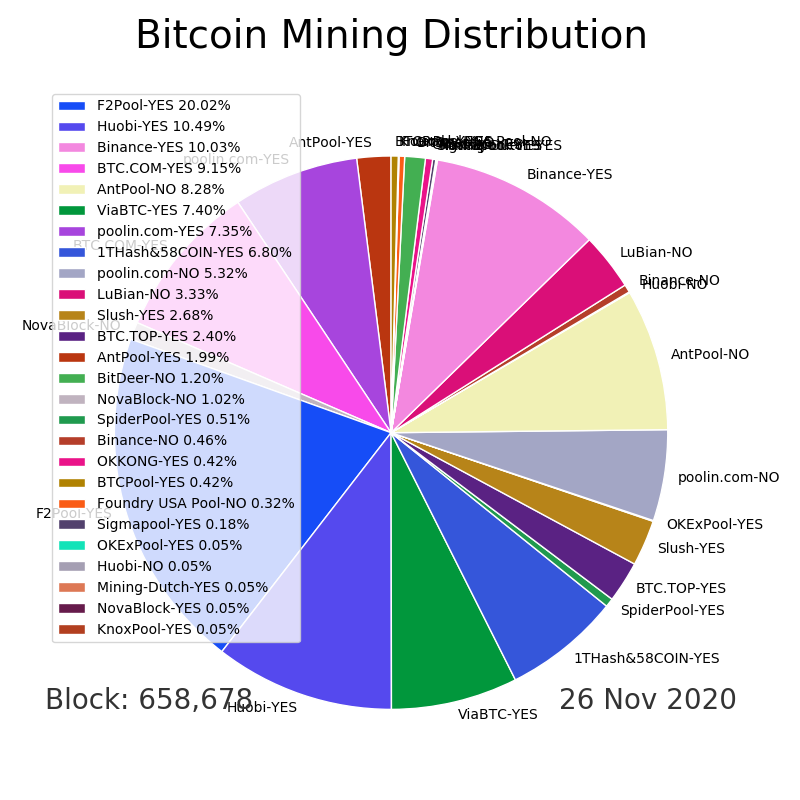 Bitcoin Mining Distribution
F2Pool-YES 20.02%
Huobi-YES 10.49%
Binance-YES 10.03%
BTC.COM-YES 9.15%
AntPool-NO 8.28%
ViaBTC-YES 7.40%
poolin.com-YES 7.35%
1THash&58COIN-YES 6.80%
poolin.com-NO 5.32%
LuBian-NO 3.33%
Slush-YES 2.68%
BTC.TOP-YES 2.40%
AntPool-YES 1.99%
BitDeer-NO 1.20%
NovaBlock-NO 1.02%
SpiderPool-YES 0.51%
Binance-NO 0.46%
OKKONG-YES 0.42%
BTCPool-YES 0.42%
Foundry USA Pool-NO 0.32%
Sigmapool-YES 0.18%
OKExPool-YES 0.05%
Huobi-NO 0.05%
Mining-Dutch-YES 0.05%
NovaBlock-YES 0.05%
KnoxPool-YES 0.05%
AntPool-YES
poolin.com-YES
BTC.COM-YES
NovaBlock-NO
F2Pool-YES
Huobi-YES
ViaBTC-YES
1THash&58COIN-YES
SpiderPool-YES
BTC.TOP-YES
Slush-YES
OKExPool-YES
poolin.com-NO
AntPool-NO
Huobi-NO
Binance-NO
LuBian-NO
Binance-YES
Block: 658,678
26 Nov 2020